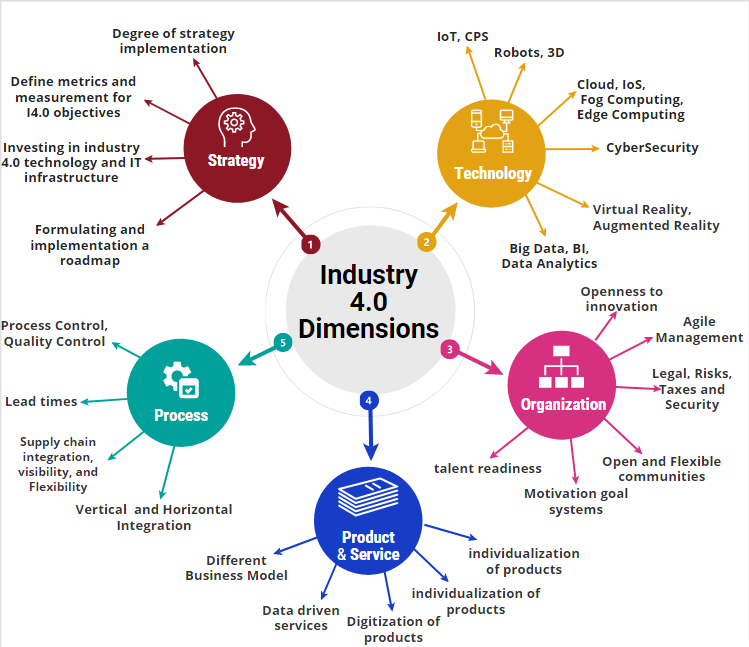 Degree of strategy
implementation
Define metrics and
measurement for
I4.0 objectives
Investing in industry
4.0 technology and IT
infrastructure
Formulating and
implementation a
roadmap
Strategy
1
IoT, CPS
Robots, 3D
Cloud, IoS,
Fog Computing,
Edge Computing
CyberSecurity
Virtual Reality,
Augmented Reality
Big Data, BI,
Data Analytics
Technology
2
Industry
4.0
Dimensions
Openness to
innovation
Agile
Management
Legal, Risks,
Taxes and
Security
Open and Flexible
communities
Motivation goal
systems
talent readiness
Organization
3
Process Control,
Quality Control
Lead times
Supply chain
integration,
visibility, and
Flexibility
Vertical and Horizontal
Integration
Process
5
4
Product
& Service
Different
Business Model
Data driven
services
Digitization of
products
individualization of
products
individualization
of products